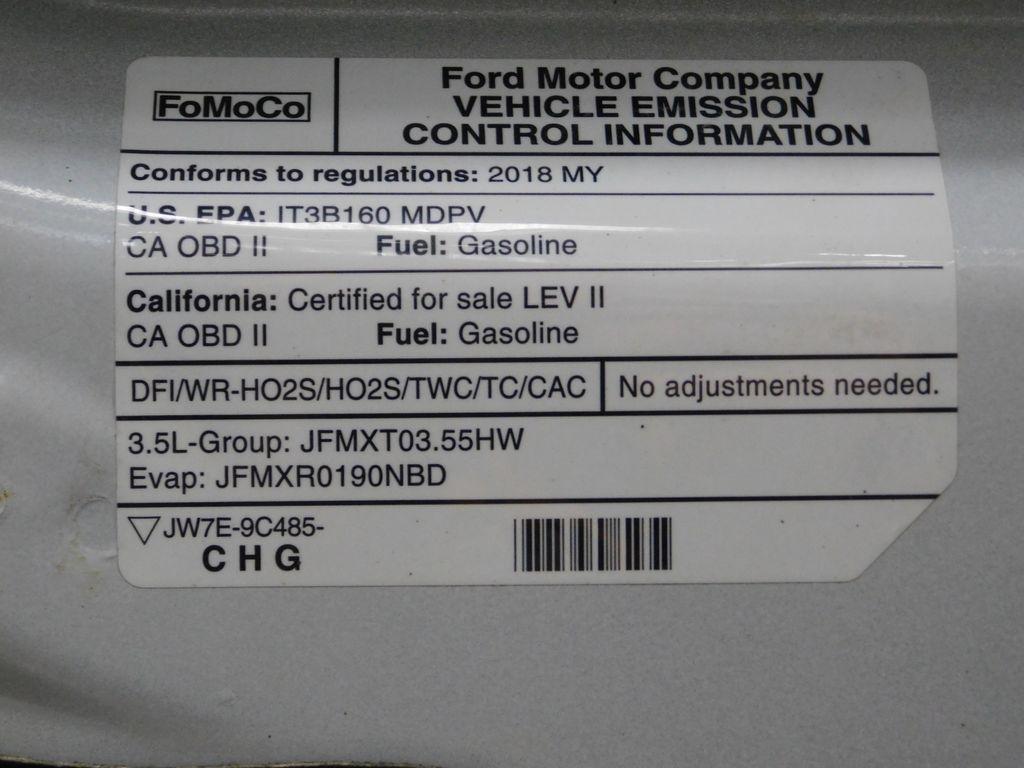 FoMoCo
Ford Motor Company
VEHICLE EMISSION
CONTROL INFORMATION
Conforms to regulations: 2018 MY
U.S. EPA: IT3B160 MDPV
CA OBD II Fuel: Gasoline
California: Certified for sale LEV II
CA OBD II Fuel: Gasoline
DFI/WR-HO2S/HO2S/TWC/TC/CAC
No adjustments needed.
3.5L-Group: JFMXT03.55HW
Evap: JFMXR0190NBD
JW7E-9C485-
C H G